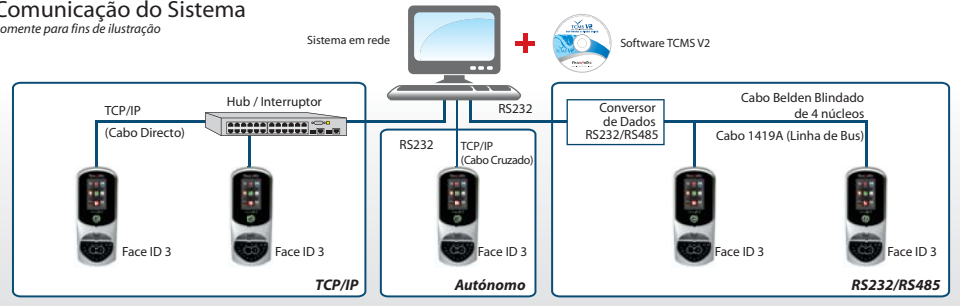 Comunicação do Sistema
omente para fins de ilustração
Sistema em rede
TCMS V2
Software TCMS V2
TCP/IP
(Cabo Directo)
Hub / Interruptor
RS232
TCP/IP
(Cabo Cruzado)
RS232
Conversor
de Dados
RS232/RS485
Cabo Belden Blindado
de 4 núcleos
Cabo 1419A (Linha de Bus)
Face ID 3
Face ID 3
Face ID 3
Face ID 3
Face ID 3
TCP/IP
Autónomo
RS232/RS485